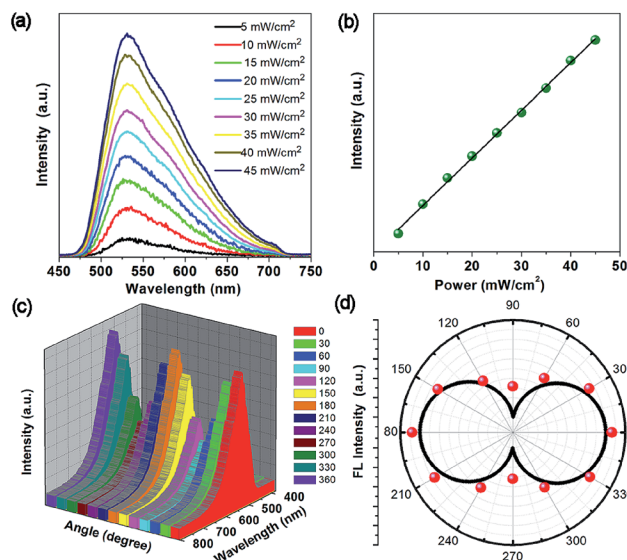 (a)
Intensity (a.u.)
5 mW/cm²
10 mW/cm²
15 mW/cm²
20 mW/cm²
25 mW/cm²
30 mW/cm²
35 mW/cm²
40 mW/cm²
45 mW/cm²
450 500 550 600 650 700 750
Wavelength (nm)
(b)
Intensity (a.u.)
0 10 20 30 40 50
Power (mW/cm²)
(c)
Intensity (a.u.)
0
30
60
90
120
150
180
210
240
270
300
330
360
400
500
600
700
800
Angle (degree)
Wavelength (nm)
(d)
FL Intensity (a.u.)
90
120 60
150 30
80 0
210 33
240 300
270